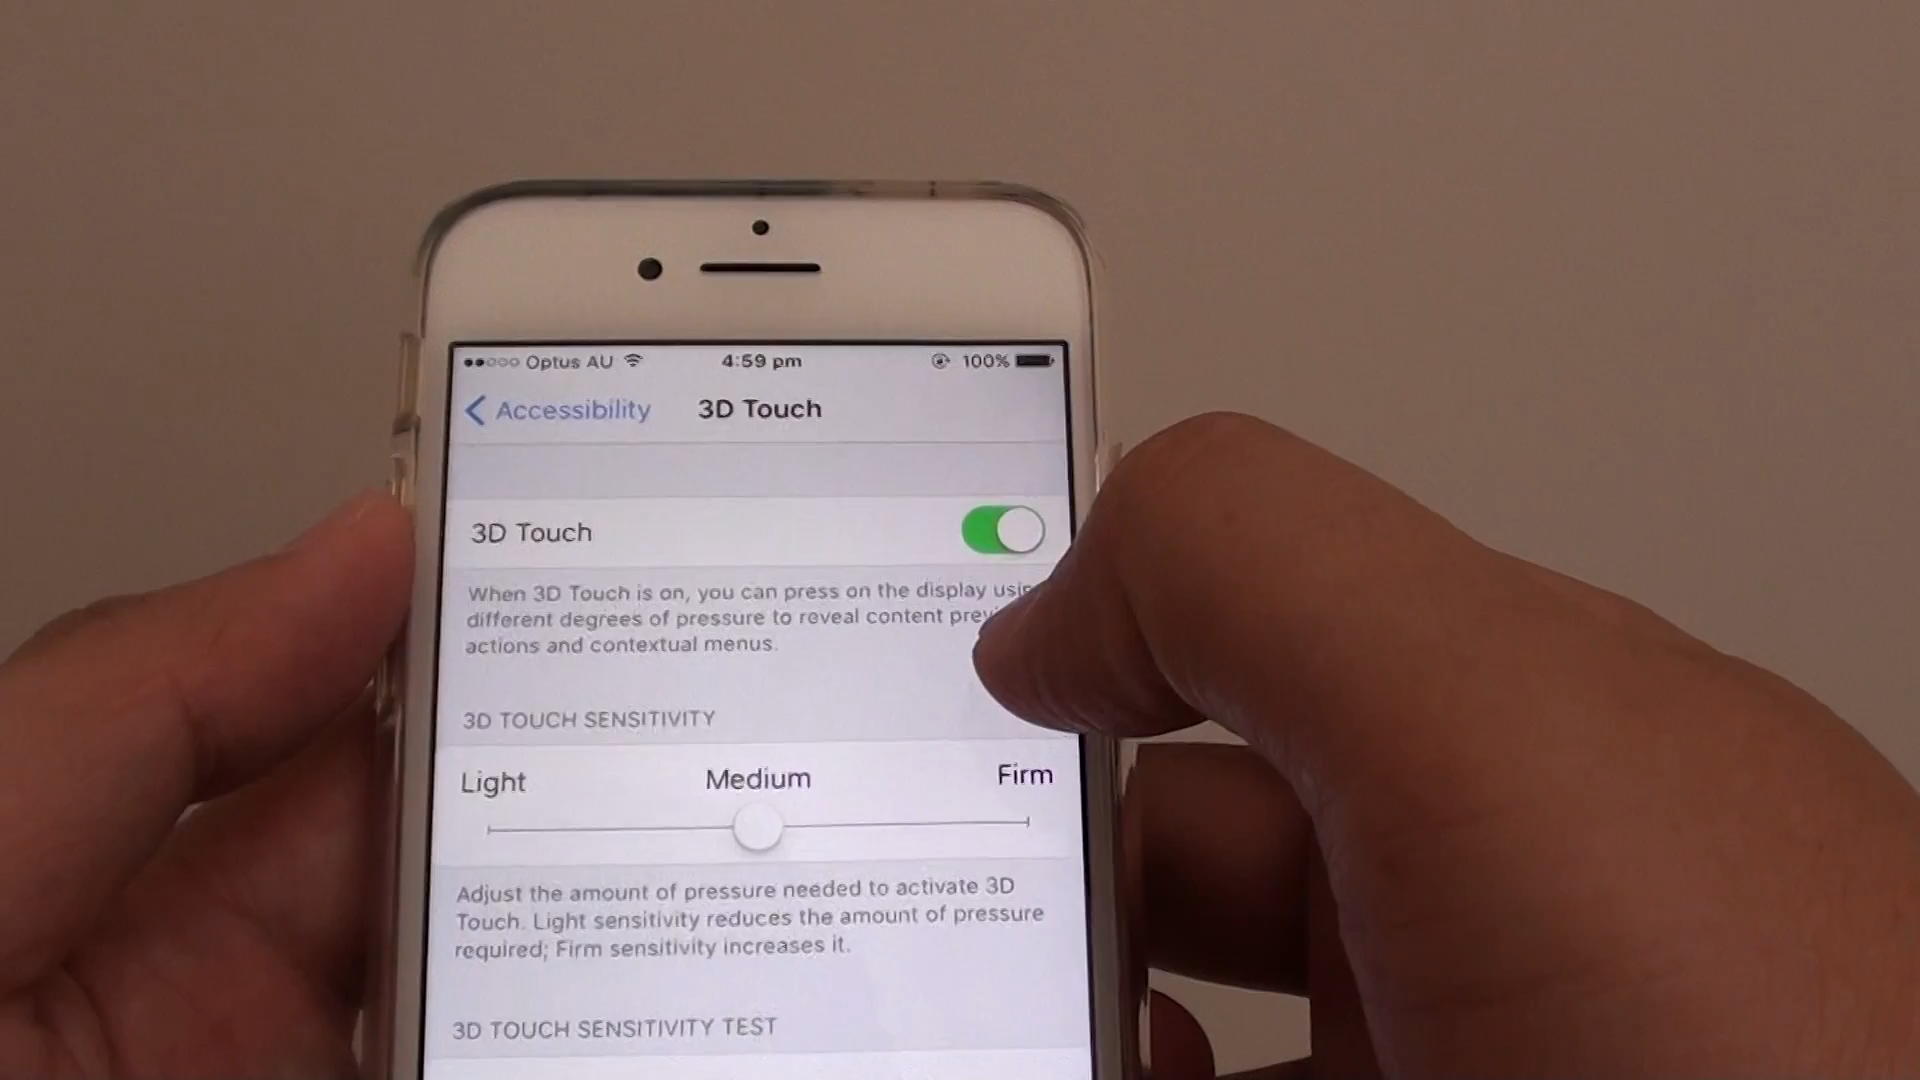 Optus AU 4:59 pm 100%
Accessibility 3D Touch
3D Touch
When 3D Touch is on, you can press on the display
different degrees of pressure to reveal content
actions and contextual menus.
3D TOUCH SENSITIVITY
Light Medium Firm
Adjust the amount of pressure needed to activate 3D
Touch. Light sensitivity reduces the amount of pressure
required; Firm sensitivity increases it.
3D TOUCH SENSITIVITY TEST